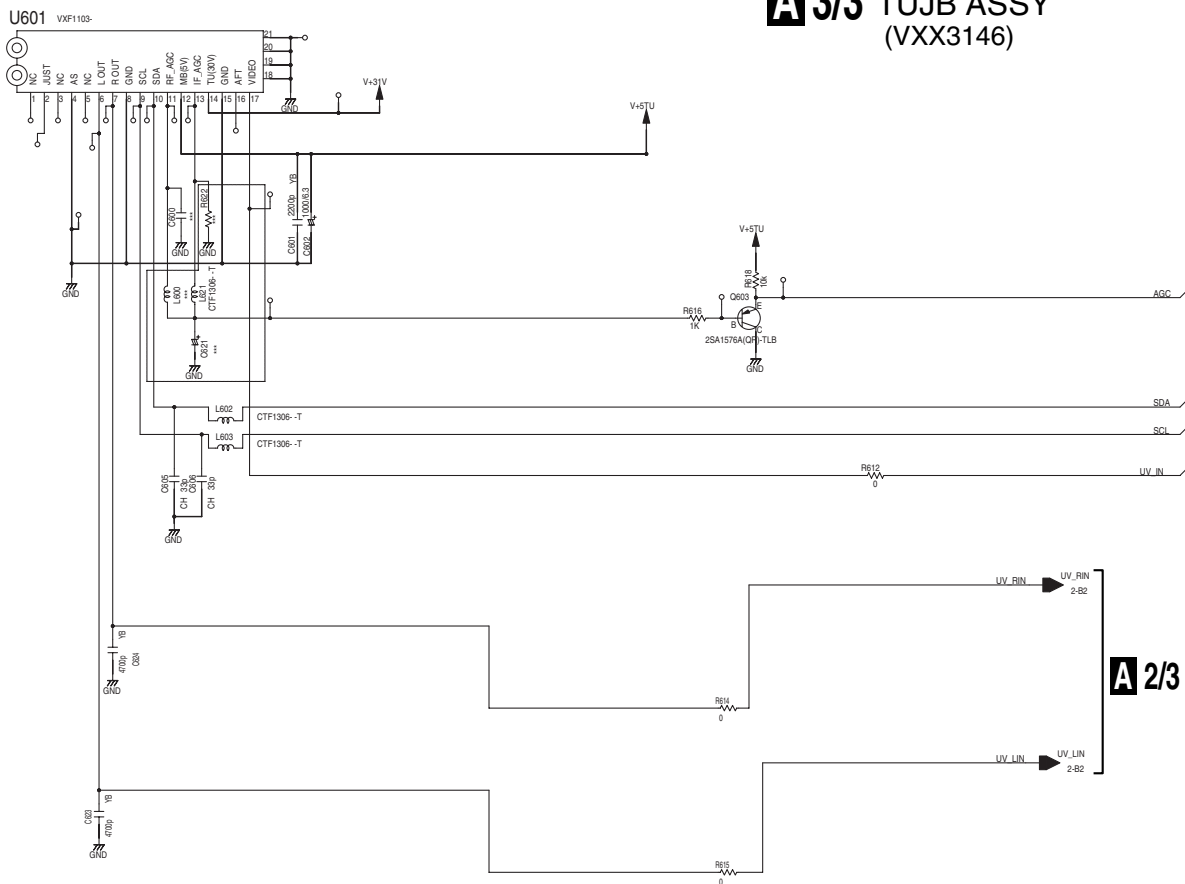 A 3/3 TUJB ASSY
(VXX3146)
U601 VXF1103-
NC
JUST
NC
AS
NC
L OUT
R OUT
GND
SCL
SDA
RF_AGC
MB(5V)
IF_AGC
TU(30V)
GND
AFT
VIDEO
1 2 3 4 5 6 7 8 9 10 11 12 13 14 15 16 17
21
20
19
18
GND
V+31V
V+5TU
C600
***
GND
R622
***
GND
2200p YB
C601
1000/6.3
C602
GND
L600
***
L621
CTF1306- -T
C621
***
GND
V+5TU
R618
10k
Q603
R616
1K
B
E
C
2SA1576A(QR)-TLB
GND
AGC
L602
CTF1306- -T
SDA
L603
CTF1306- -T
SCL
C605
CH 33p
C606
CH 33p
GND
R612
0
UV_IN
YB
4700p
C624
GND
R614
0
UV_RIN
UV_RIN
2-B2
A 2/3
YB
C623
4700p
GND
R615
0
UV_LIN
UV_LIN
2-B2